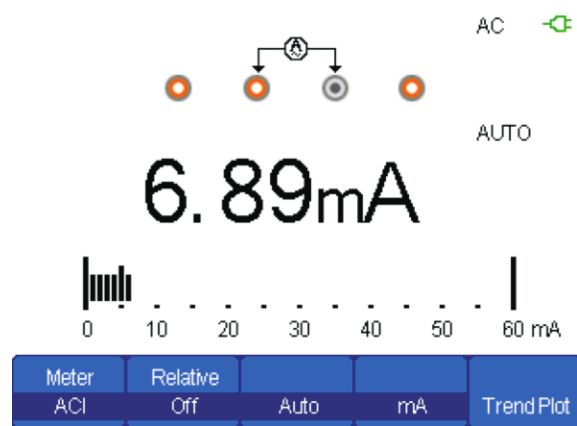 AC
A
AUTO
6.89mA
0 10 20 30 40 50 60 mA
Meter Relative
ACI Off Auto mA Trend Plot